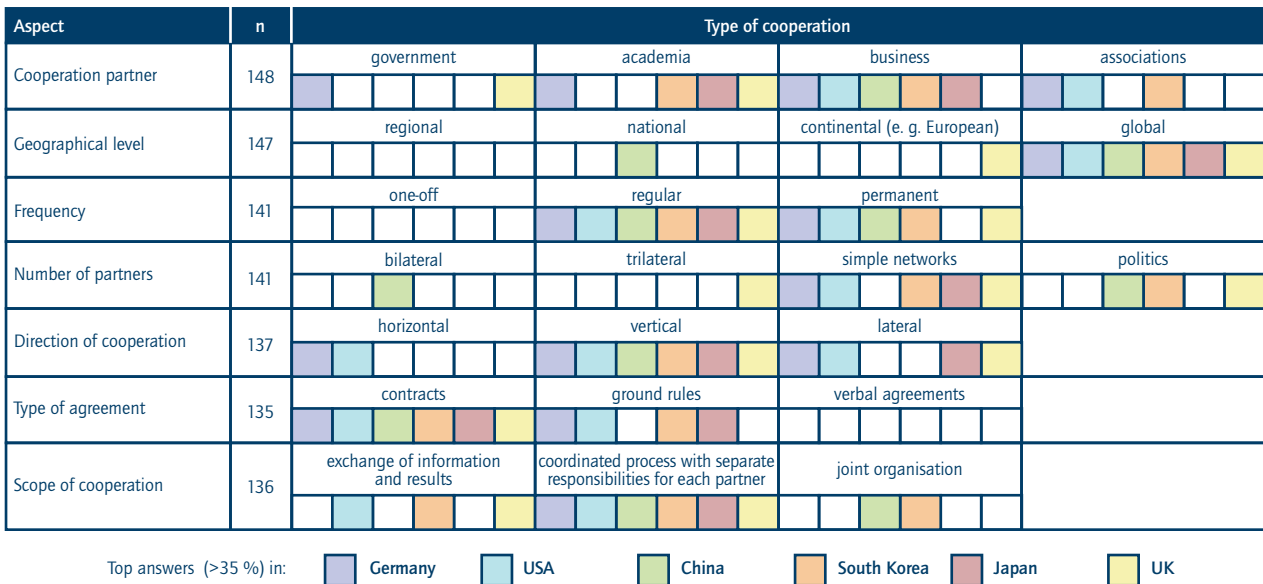 Aspect n Type of cooperation
Cooperation partner 148 government academia business associations
Geographical level 147 regional national continental (e. g. European) global
Frequency 141 one-off regular permanent
Number of partners 141 bilateral trilateral simple networks politics
Direction of cooperation 137 horizontal vertical lateral
Type of agreement 135 contracts ground rules verbal agreements
Scope of cooperation 136 exchange of information
and results coordinated process with separate
responsibilities for each partner joint organisation
Top answers (>35 %) in: Germany USA China South Korea Japan UK